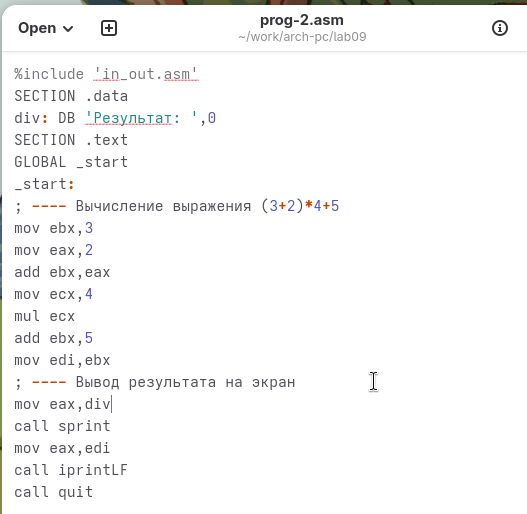 Open
prog-2.asm
~/work/arch-pc/lab09
%include 'in_out.asm'
SECTION .data
div: DB 'Результат: ',0
SECTION .text
GLOBAL _start
_start:
; ---- Вычисление выражения (3+2)*4+5
mov ebx,3
mov eax,2
add ebx,eax
mov ecx,4
mul ecx
add ebx,5
mov edi,ebx
; ---- Вывод результата на экран
mov eax,div
call sprint
mov eax,edi
call iprintLF
call quit